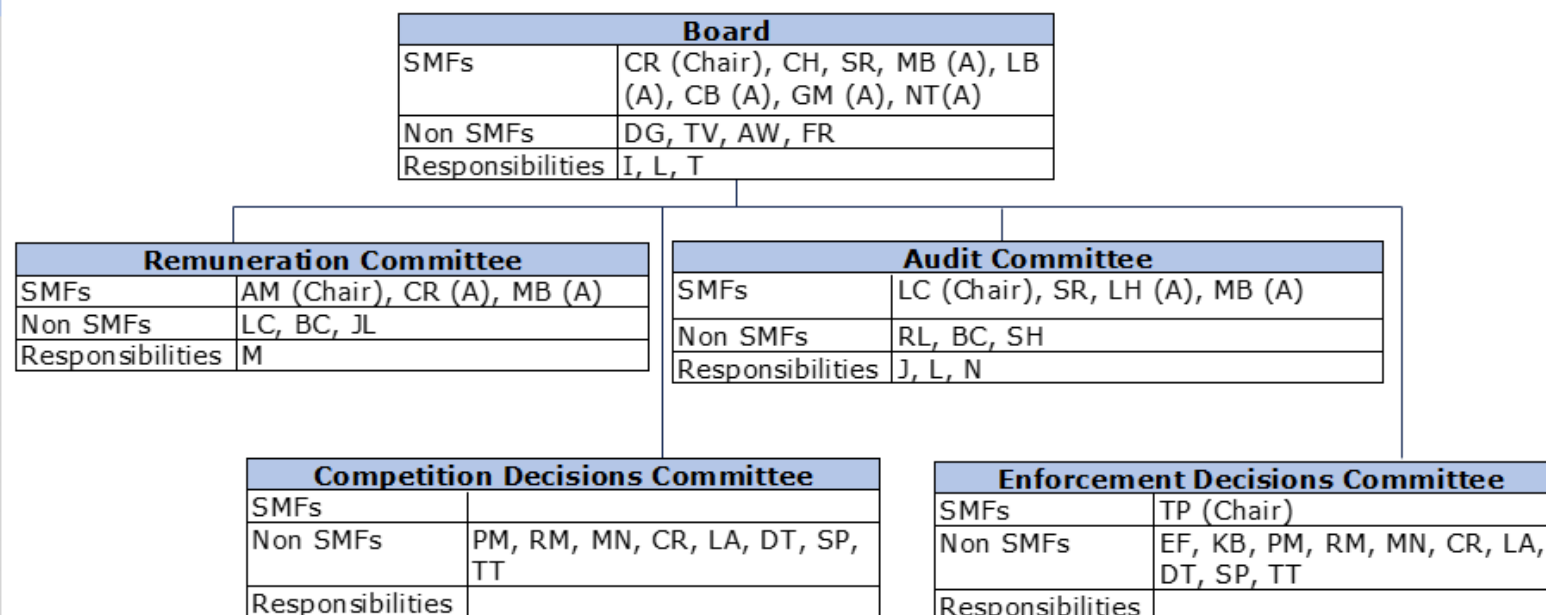 Board
SMFs CR (Chair), CH, SR, MB (A), LB
(A), CB (A), GM (A), NT(A)
Non SMFs DG, TV, AW, FR
Responsibilities I, L, T
Remuneration Committee
SMFs AM (Chair), CR (A), MB (A)
Non SMFs LC, BC, JL
Responsibilities M
Audit Committee
SMFs LC (Chair), SR, LH (A), MB (A)
Non SMFs RL, BC, SH
Responsibilities J, L, N
Competition Decisions Committee
SMFs
Non SMFs PM, RM, MN, CR, LA, DT, SP,
TT
Responsibilities
Enforcement Decisions Committee
SMFs TP (Chair)
Non SMFs EF, KB, PM, RM, MN, CR, LA,
DT, SP, TT
Responsibilities